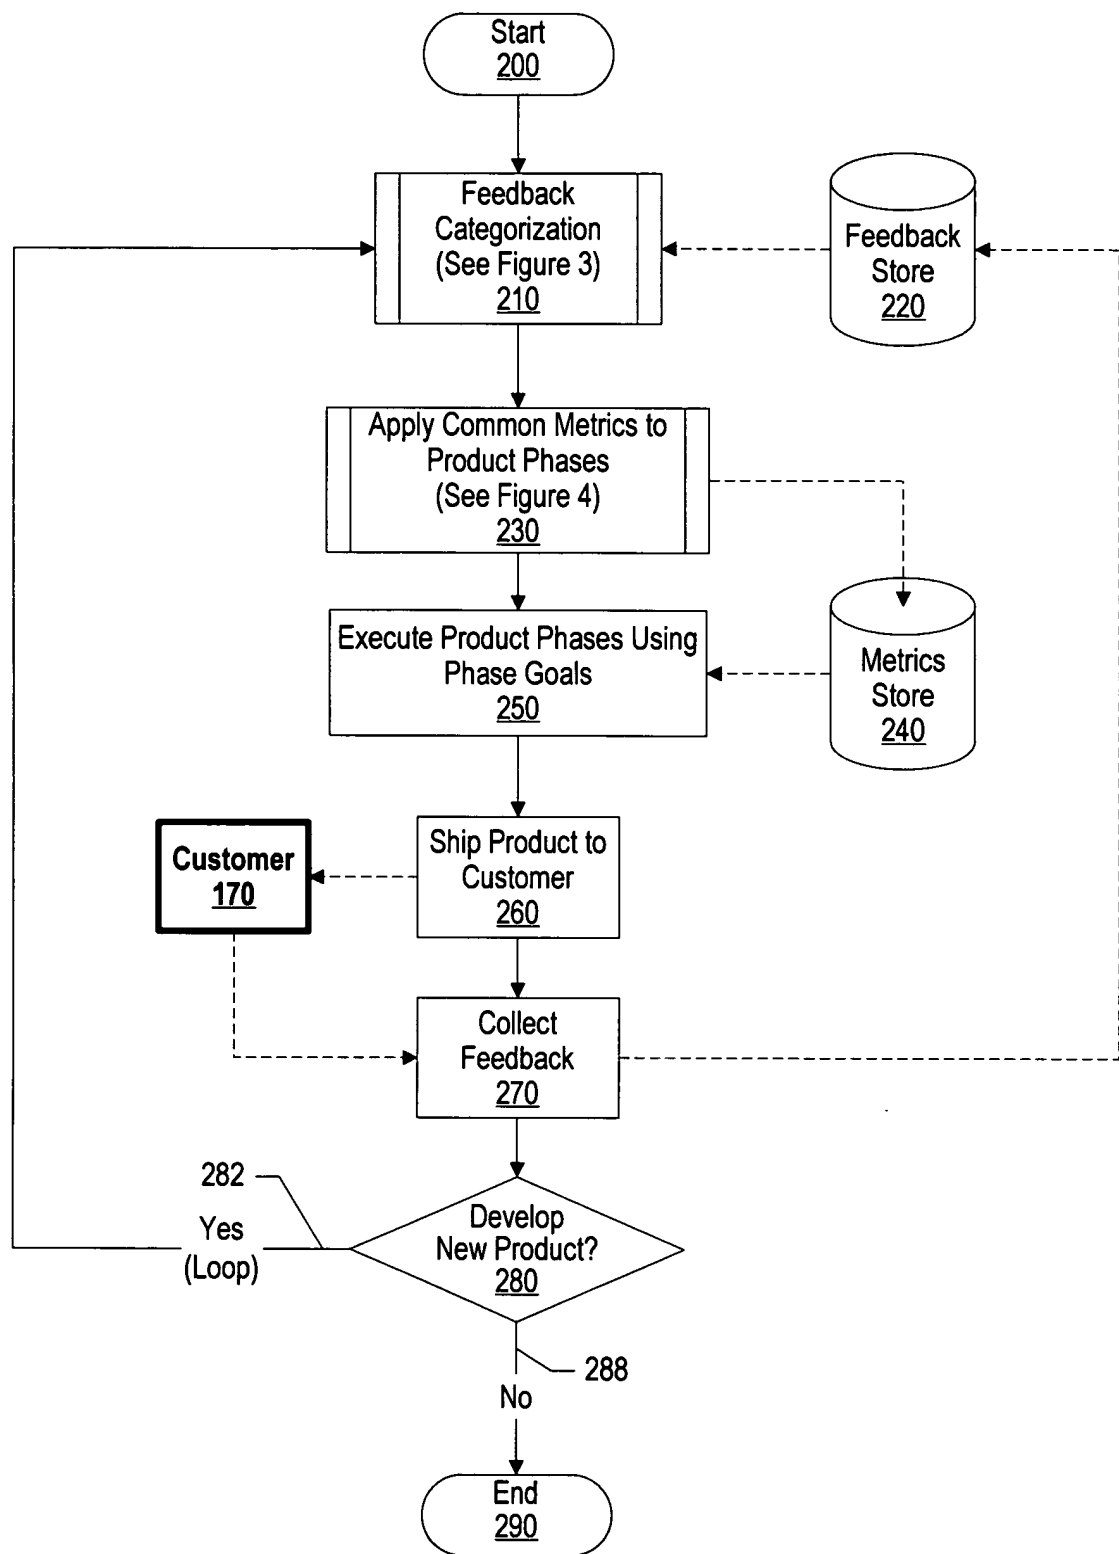 Start
200
Feedback
Categorization
(See Figure 3)
210
Feedback
Store
220
Apply Common Metrics to
Product Phases
(See Figure 4)
230
Execute Product Phases Using
Phase Goals
250
Metrics
Store
240
Customer
170
Ship Product to
Customer
260
Collect
Feedback
270
282
Yes
(Loop)
Develop
New Product?
280
288
No
End
290